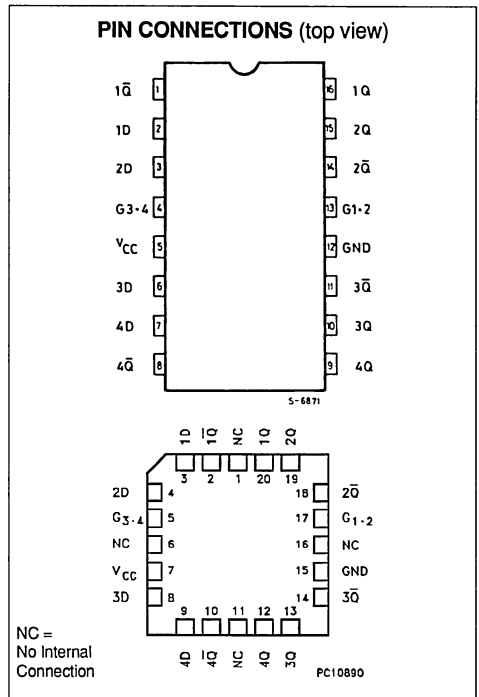 PIN CONNECTIONS (top view)
1Q̅ 1 16 1Q
1D 2 15 2Q
2D 3 14 2Q̅
G3·4 4 13 G1·2
VCC 5 12 GND
3D 6 11 3Q̅
4D 7 10 3Q
4Q̅ 8 9 4Q
S-6871
1D 1Q̅ NC 1Q 2Q
3 2 1 20 19
2D 4 18 2Q̅
G3·4 5 17 G1·2
NC 6 16 NC
VCC 7 15 GND
3D 8 14 3Q̅
9 10 11 12 13
4D 4Q̅ NC 4Q 3Q
NC =
No Internal
Connection
PC10890